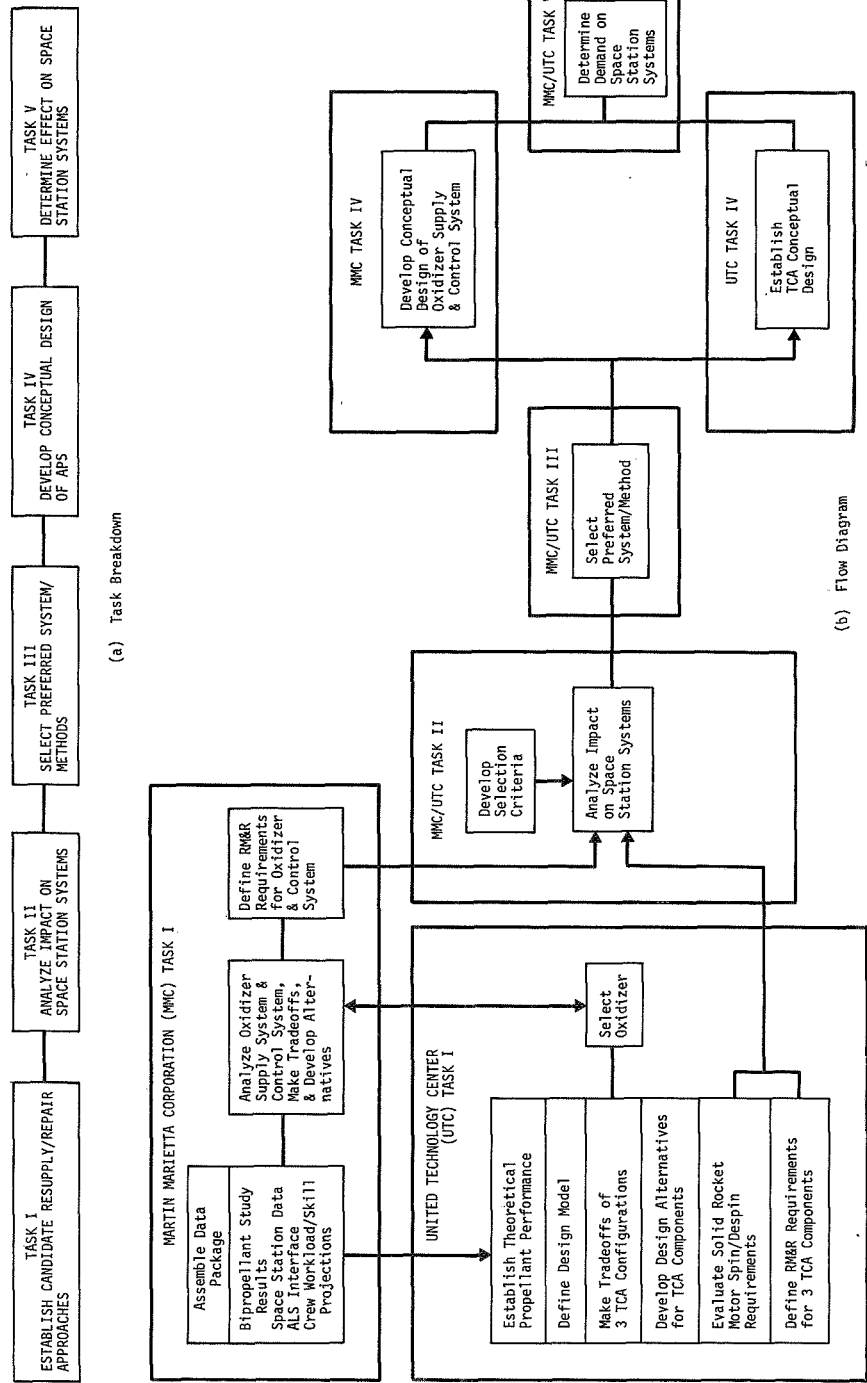 TASK I
ESTABLISH CANDIDATE RESUPPLY/REPAIR
APPROACHES
TASK II
ANALYZE IMPACT ON
SPACE STATION SYSTEMS
TASK III
SELECT PREFERRED SYSTEM/
METHODS
TASK IV
DEVELOP CONCEPTUAL DESIGN
OF APS
TASK V
DETERMINE EFFECT ON SPACE
STATION SYSTEMS
(a) Task Breakdown
MARTIN MARIETTA CORPORATION (MMC) TASK I
Assemble Data
Package
Bipropellant Study
Results
Space Station Data
ALS Interface
Crew Workload/Skill
Projections
Analyze Oxidizer
Supply System &
Control System,
Make Tradeoffs,
& Develop Alter-
natives
Define RM&R
Requirements
for Oxidizer
& Control
System
UNITED TECHNOLOGY CENTER
(UTC) TASK I
Establish Theoretical
Propellant Performance
Define Design Model
Make Tradeoffs of
3 TCA Configurations
Develop Design Alternatives
for TCA Components
Evaluate Solid Rocket
Motor Spin/Despin
Requirements
Define RM&R Requirements
for 3 TCA Components
Select
Oxidizer
MMC/UTC TASK II
Develop
Selection
Criteria
Analyze Impact
on Space
Station Systems
MMC/UTC TASK III
Select
Preferred
System/Method
MMC TASK IV
Develop Conceptual
Design of
Oxidizer Supply
& Control System
UTC TASK IV
Establish
TCA Conceptual
Design
MMC/UTC TASK
Determine
Demand on
Space
Station
Systems
(b) Flow Diagram